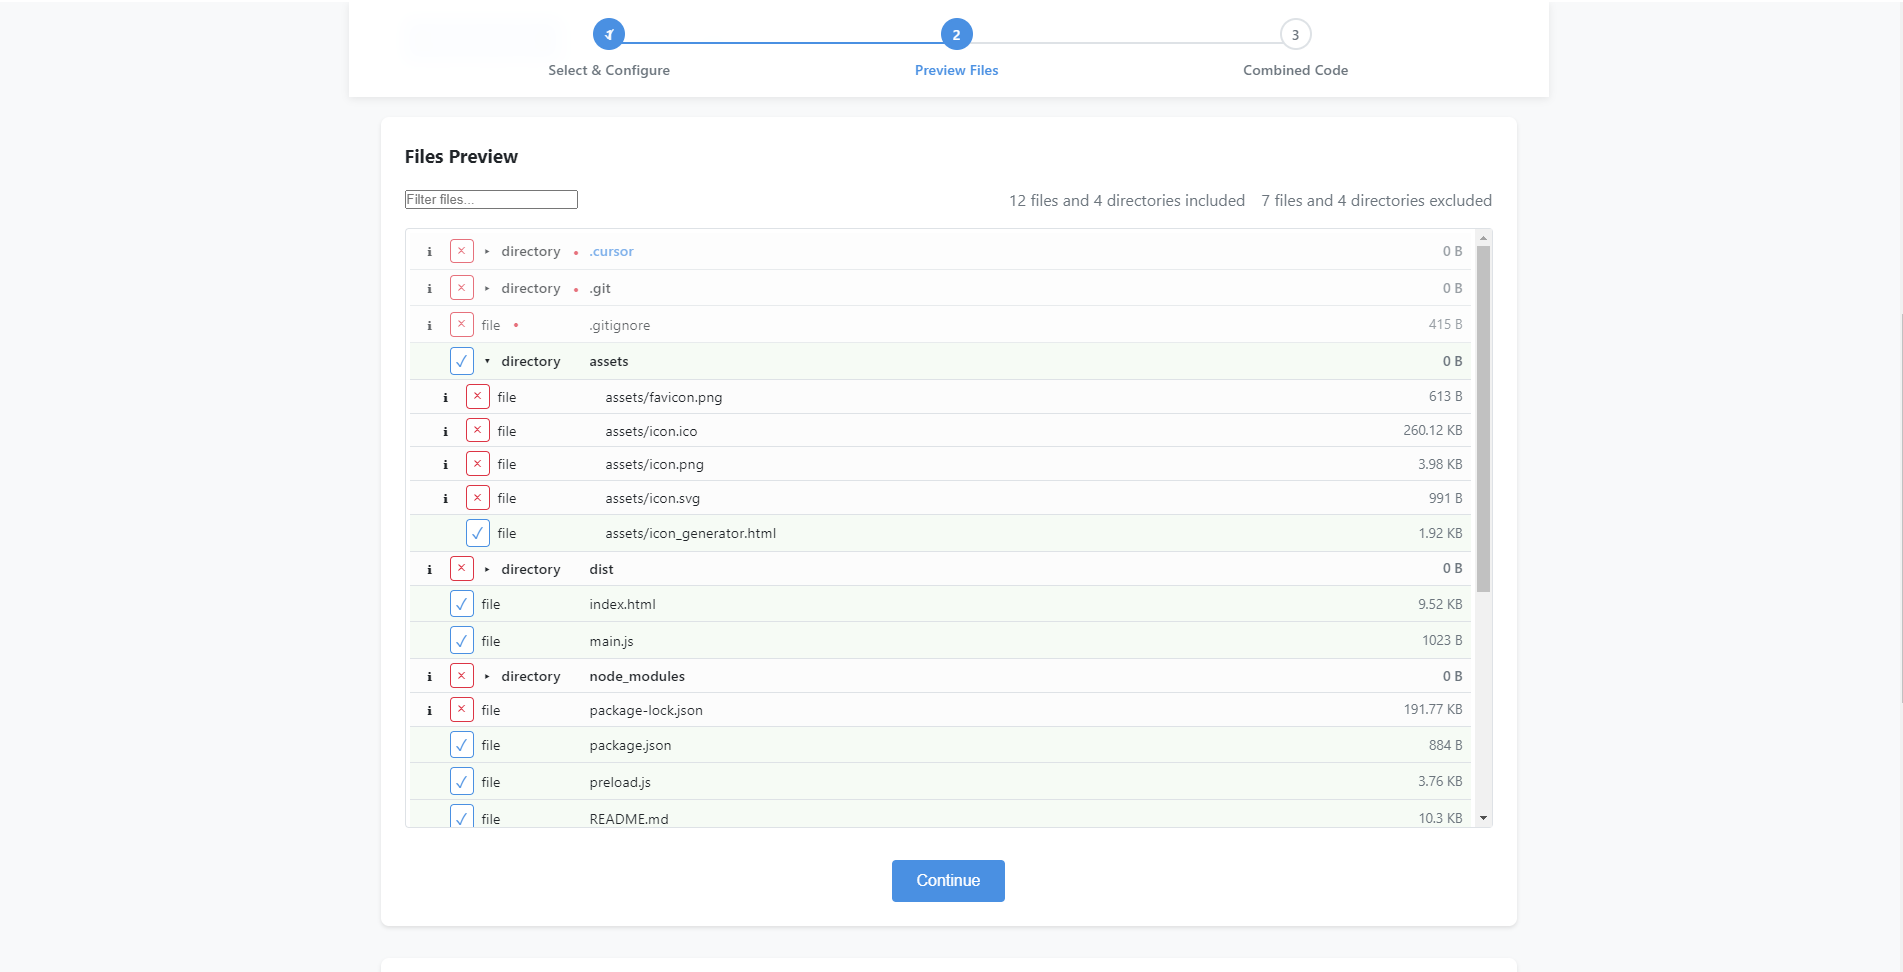 2 3
Select & Configure Preview Files Combined Code
Files Preview
Filter files... 12 files and 4 directories included 7 files and 4 directories excluded
i × ▸ directory • .cursor 0 B
i × ▸ directory • .git 0 B
i × file • .gitignore 415 B
✓ ▾ directory assets 0 B
i × file assets/favicon.png 613 B
i × file assets/icon.ico 260.12 KB
i × file assets/icon.png 3.98 KB
i × file assets/icon.svg 991 B
✓ file assets/icon_generator.html 1.92 KB
i × ▸ directory dist 0 B
✓ file index.html 9.52 KB
✓ file main.js 1023 B
i × ▸ directory node_modules 0 B
i × file package-lock.json 191.77 KB
✓ file package.json 884 B
✓ file preload.js 3.76 KB
✓ file README.md 10.3 KB
Continue